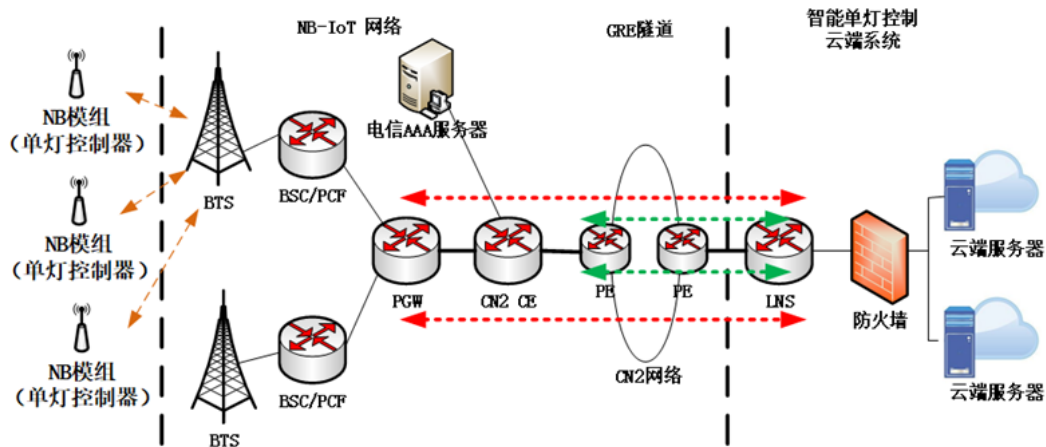 NB-IoT 网络
GRE隧道
智能单灯控制
云端系统
NB模组
（单灯控制器）
NB模组
（单灯控制器）
NB模组
（单灯控制器）
BTS
BTS
BSC/PCF
BSC/PCF
电信AAA服务器
PGW
CN2 CE
PE
PE
CN2网络
LNS
防火墙
云端服务器
云端服务器